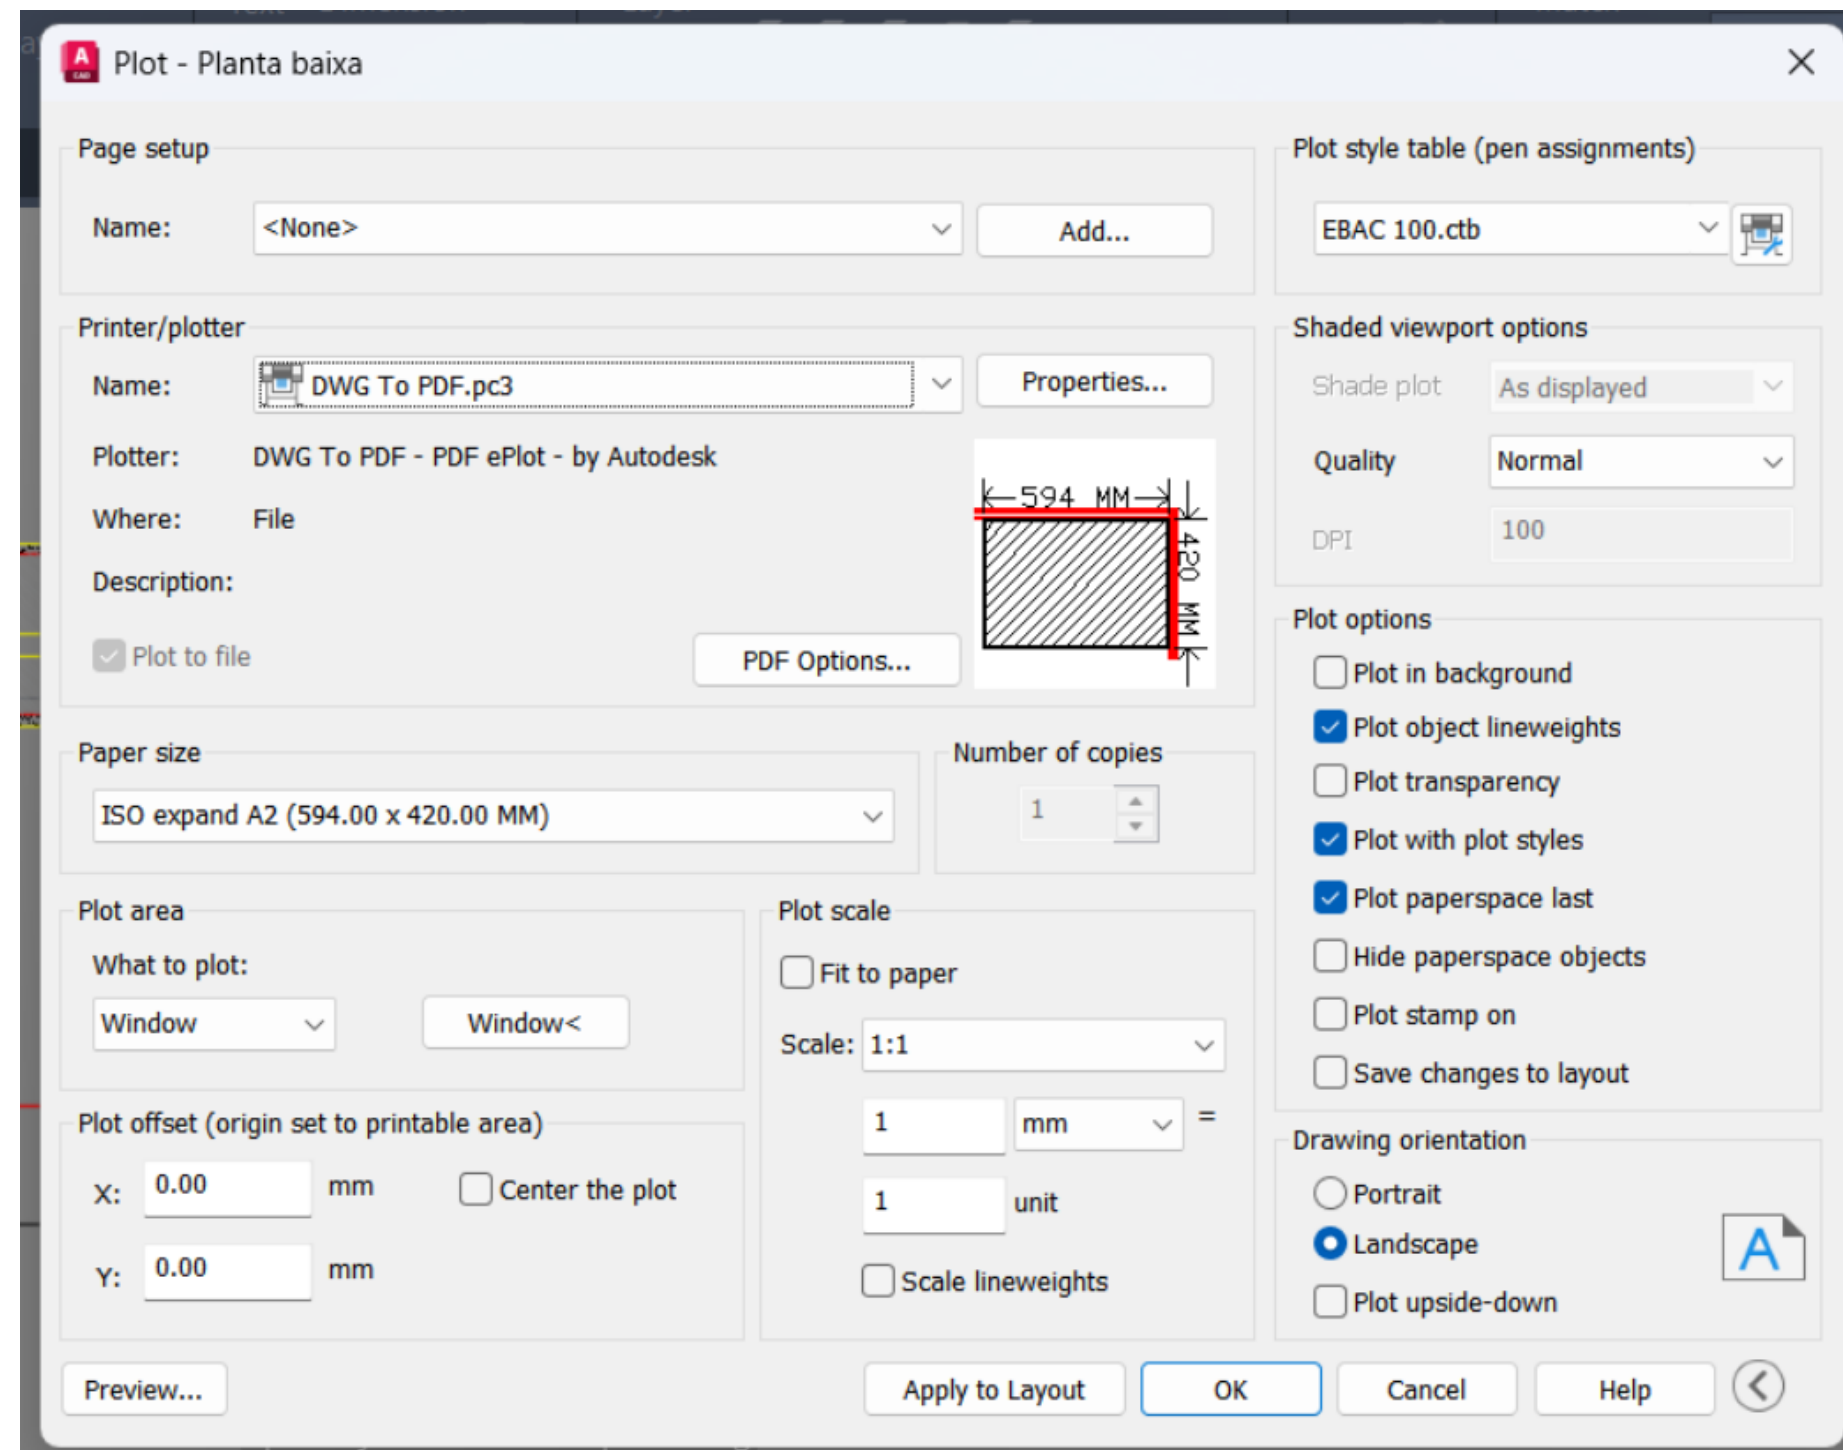 Plot - Planta baixa
Page setup
Name:
<None>
Add...
Printer/plotter
Name:
DWG To PDF.pc3
Properties...
Plotter:
DWG To PDF - PDF ePlot - by Autodesk
Where:
File
Description:
Plot to file
PDF Options...
594 MM
420 MM
Paper size
ISO expand A2 (594.00 x 420.00 MM)
Number of copies
1
Plot area
What to plot:
Window
Window<
Plot offset (origin set to printable area)
X:
0.00
mm
Center the plot
Y:
0.00
mm
Plot scale
Fit to paper
Scale:
1:1
1
mm
=
1
unit
Scale lineweights
Plot style table (pen assignments)
EBAC 100.ctb
Shaded viewport options
Shade plot
As displayed
Quality
Normal
DPI
100
Plot options
Plot in background
Plot object lineweights
Plot transparency
Plot with plot styles
Plot paperspace last
Hide paperspace objects
Plot stamp on
Save changes to layout
Drawing orientation
Portrait
Landscape
Plot upside-down
A
Preview...
Apply to Layout
OK
Cancel
Help